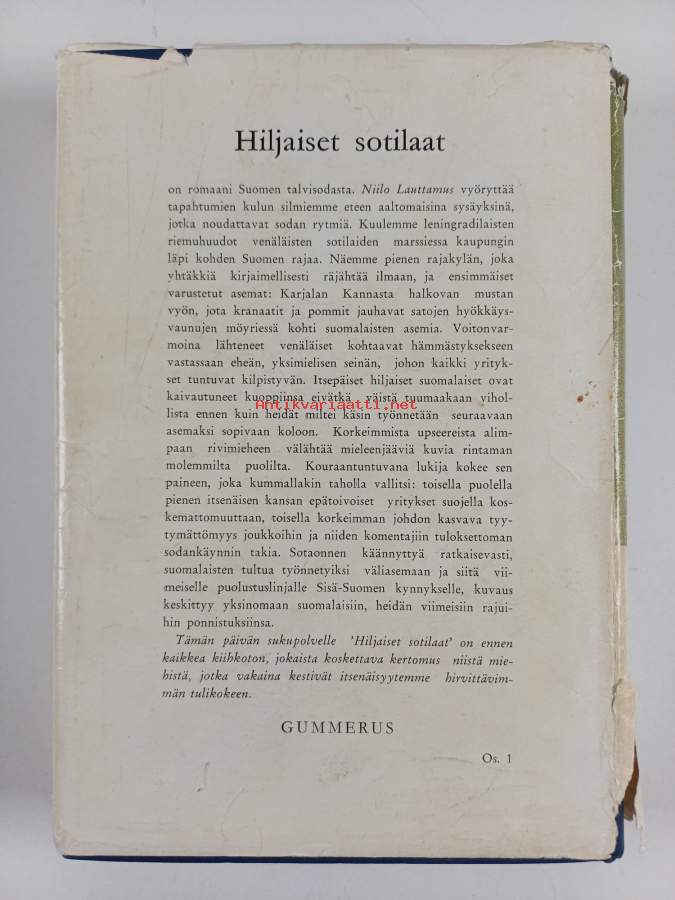 Hiljaiset sotilaat
on romaani Suomen talvisodasta. Niilo Lauttamus vyöryttää
tapahtumien kulun silmiemme eteen aaltomaisina sysäyksinä,
jotka noudattavat sodan rytmiä. Kuulemme leningradilaisten
riemuhuudot venäläisten sotilaiden marssiessa kaupungin
läpi kohden Suomen rajaa. Näemme pienen rajakylän, joka
yhtäkkiä kirjaimellisesti räjähtää ilmaan, ja ensimmäiset
varustetut asemat: Karjalan Kannasta halkovan mustan
vyön, jota kranaatit ja pommit jauhavat satojen hyökkäys-
vaunujen möyriessä kohti suomalaisten asemia. Voitonvar-
moina lähteneet venäläiset kohtaavat hämmästyksekseen
vastassaan eheän, yksimielisen seinän, johon kaikki yrityk-
set tuntuvat kilpistyvän. Itsepäiset hiljaiset suomalaiset ovat
kaivautuneet kuoppiinsa eivätkä väistä tuumaakaan vihol-
Antikvariaatti.net
lista ennen kuin heidät miltei käsin työnnetään seuraavaan
asemaksi sopivaan koloon. Korkeimmista upseereista alim-
paan rivimieheen välähtää mieleenjääviä kuvia rintaman
molemmilta puolilta. Kouraantuntuvana lukija kokee sen
paineen, joka kummallakin taholla vallitsi: toisella puolella
pienen itsenäisen kansan epätoivoiset yritykset suojella kos-
kemattomuuttaan, toisella korkeimman johdon kasvava tyy-
tymättömyys joukkoihin ja niiden komentajiin tuloksettoman
sodankäynnin takia. Sotaonnen käännyttyä ratkaisevasti,
suomalaisten tultua työnnetyiksi väliasemaan ja siitä vii-
meiselle puolustuslinjalle Sisä-Suomen kynnykselle, kuvaus
keskittyy yksinomaan suomalaisiin, heidän viimeisiin rajui-
hin ponnistuksiinsa.
Tämän päivän sukupolvelle 'Hiljaiset sotilaat' on ennen
kaikkea kiihkoton, jokaista koskettava kertomus niistä mie-
histä, jotka vakaina kestivät itsenäisyytemme hirvittävim-
män tulikokeen.
GUMMERUS
Os. 1